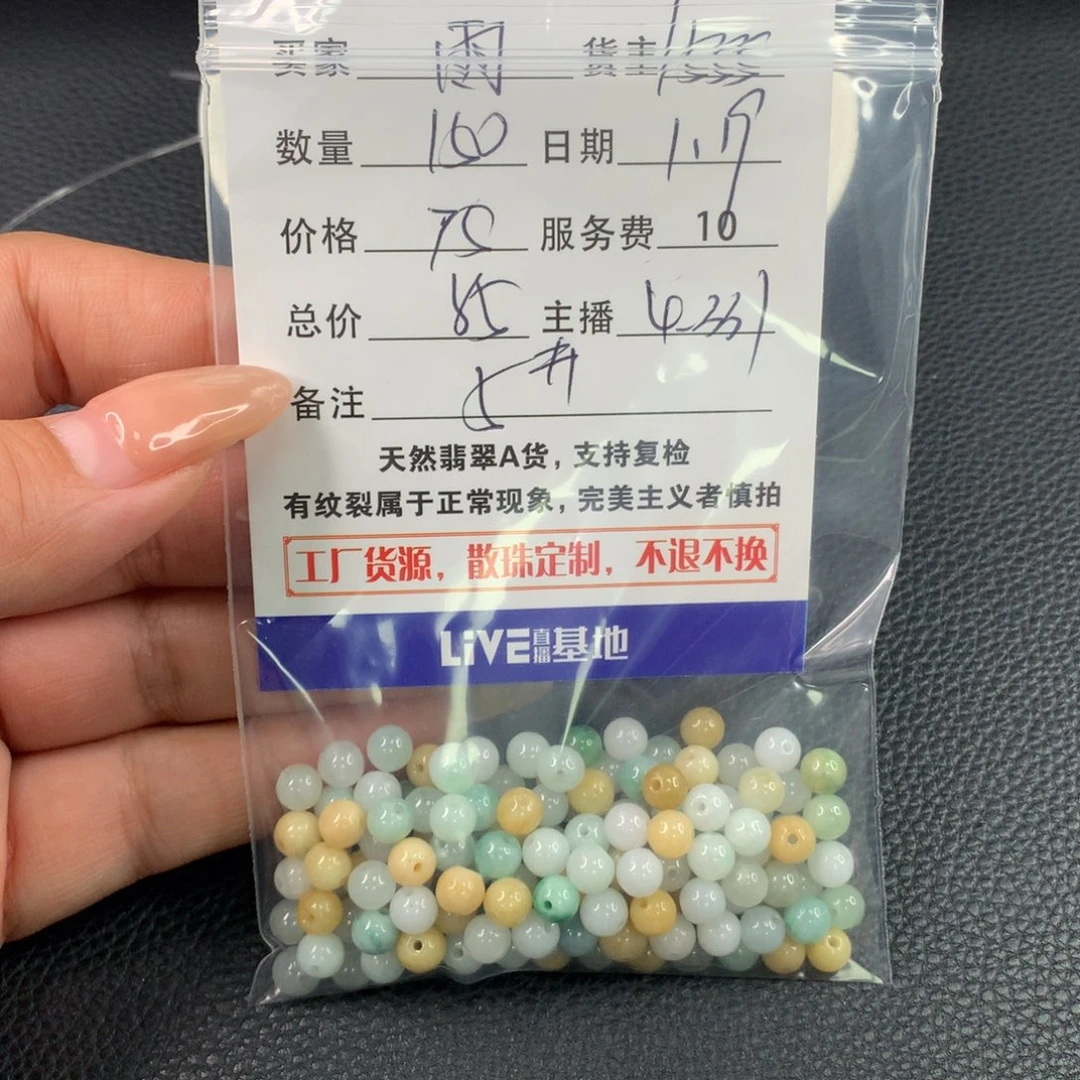 买家 雨 货主
数量 100 日期 1.19
价格 75 服务费 10
总价 85 主播
备注
天然翡翠A货，支持复检
有纹裂属于正常现象，完美主义者慎拍
工厂货源，散珠定制，不退不换
LiVE直播基地